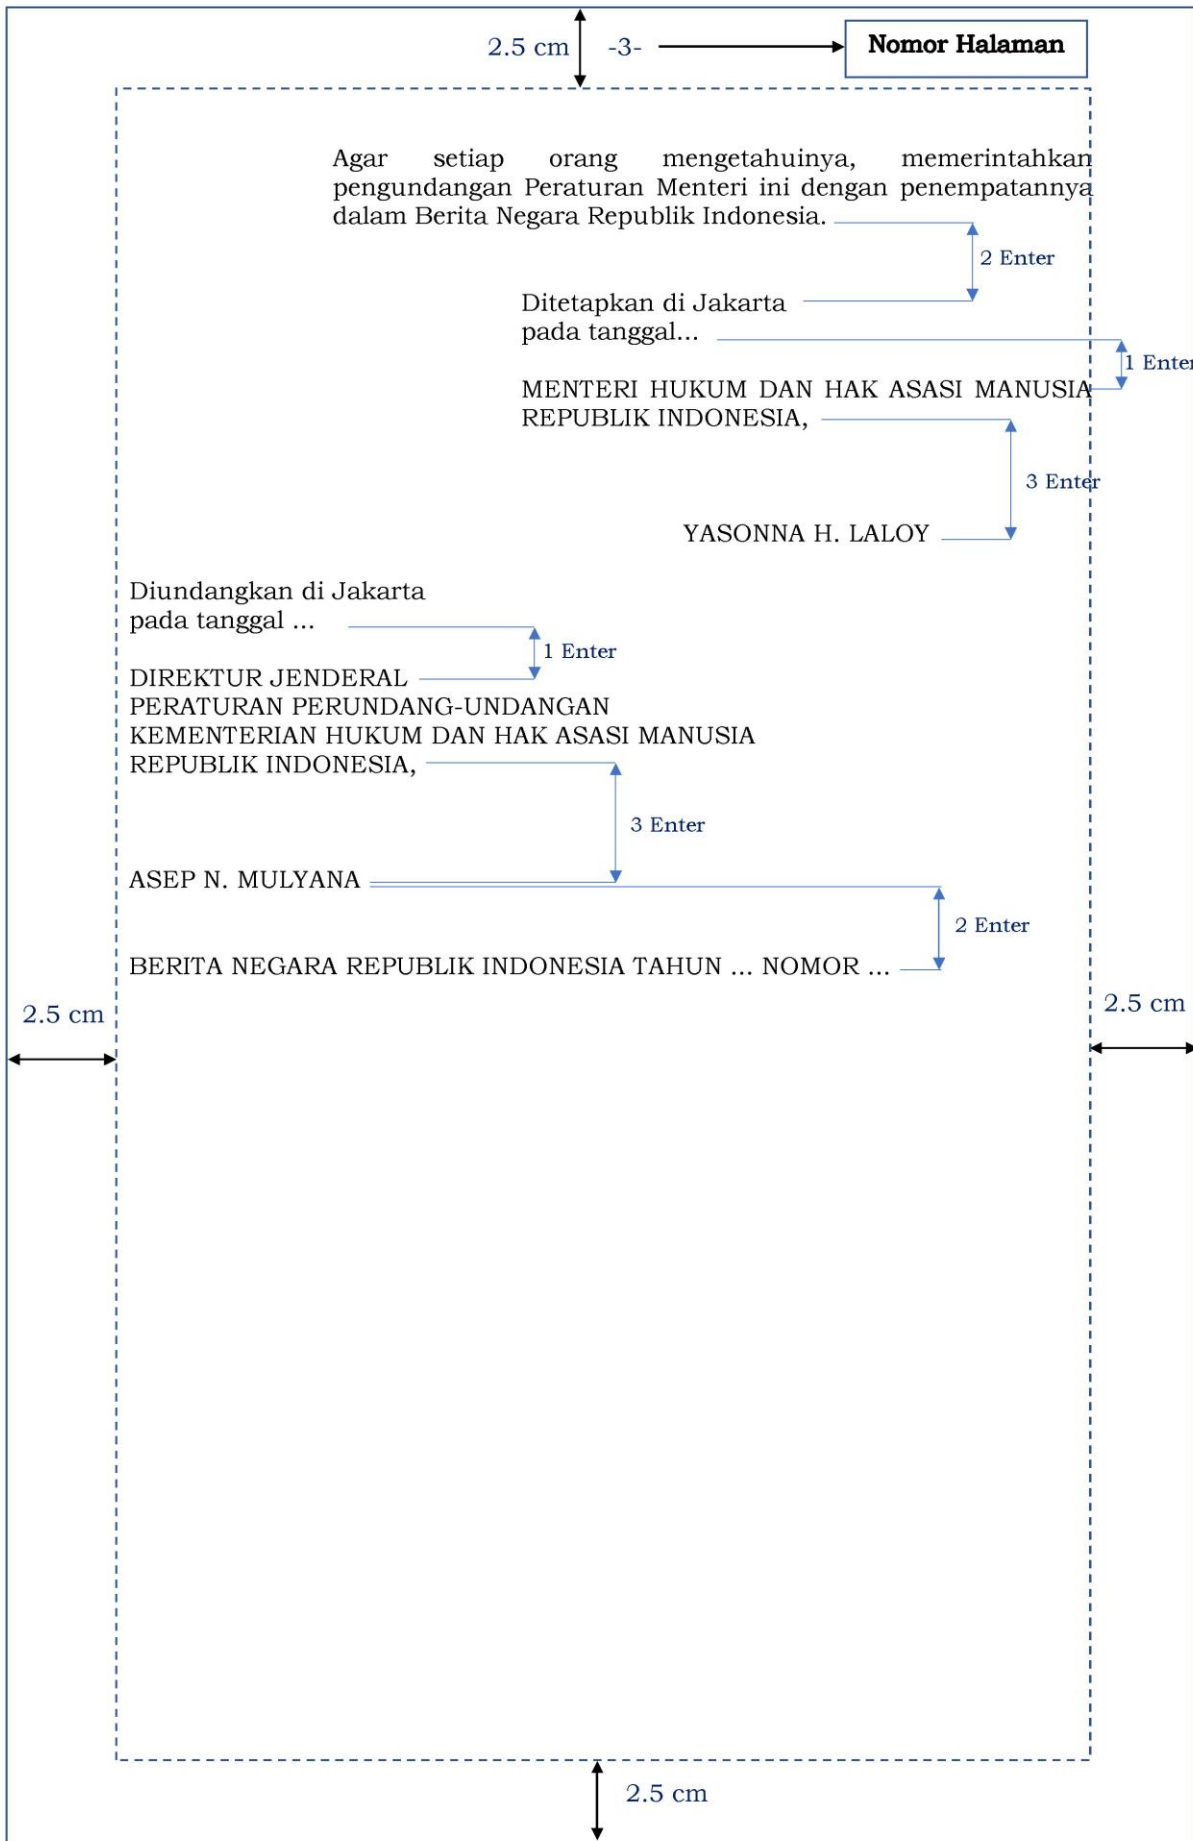 2.5 cm -3- Nomor Halaman
Agar setiap orang mengetahuinya, memerintahkan
pengundangan Peraturan Menteri ini dengan penempatannya
dalam Berita Negara Republik Indonesia.
2 Enter
Ditetapkan di Jakarta
pada tanggal...
1 Enter
MENTERI HUKUM DAN HAK ASASI MANUSIA
REPUBLIK INDONESIA,
3 Enter
YASONNA H. LALOY
Diundangkan di Jakarta
pada tanggal ...
1 Enter
DIREKTUR JENDERAL
PERATURAN PERUNDANG-UNDANGAN
KEMENTERIAN HUKUM DAN HAK ASASI MANUSIA
REPUBLIK INDONESIA,
3 Enter
ASEP N. MULYANA
2 Enter
BERITA NEGARA REPUBLIK INDONESIA TAHUN ... NOMOR ...
2.5 cm
2.5 cm
2.5 cm